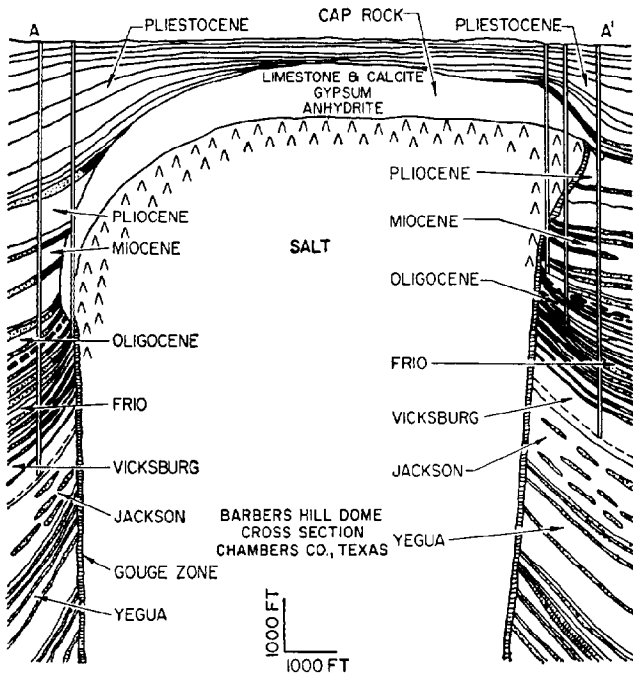 A
PLIESTOCENE
CAP ROCK
PLIESTOCENE
A'
LIMESTONE & CALCITE
GYPSUM
ANHYDRITE
PLIOCENE
PLIOCENE
MIOCENE
MIOCENE
SALT
OLIGOCENE
OLIGOCENE
FRIO
FRIO
VICKSBURG
VICKSBURG
JACKSON
JACKSON
BARBERS HILL DOME
CROSS SECTION
CHAMBERS CO., TEXAS
YEGUA
GOUGE ZONE
YEGUA
1000 FT
1000 FT